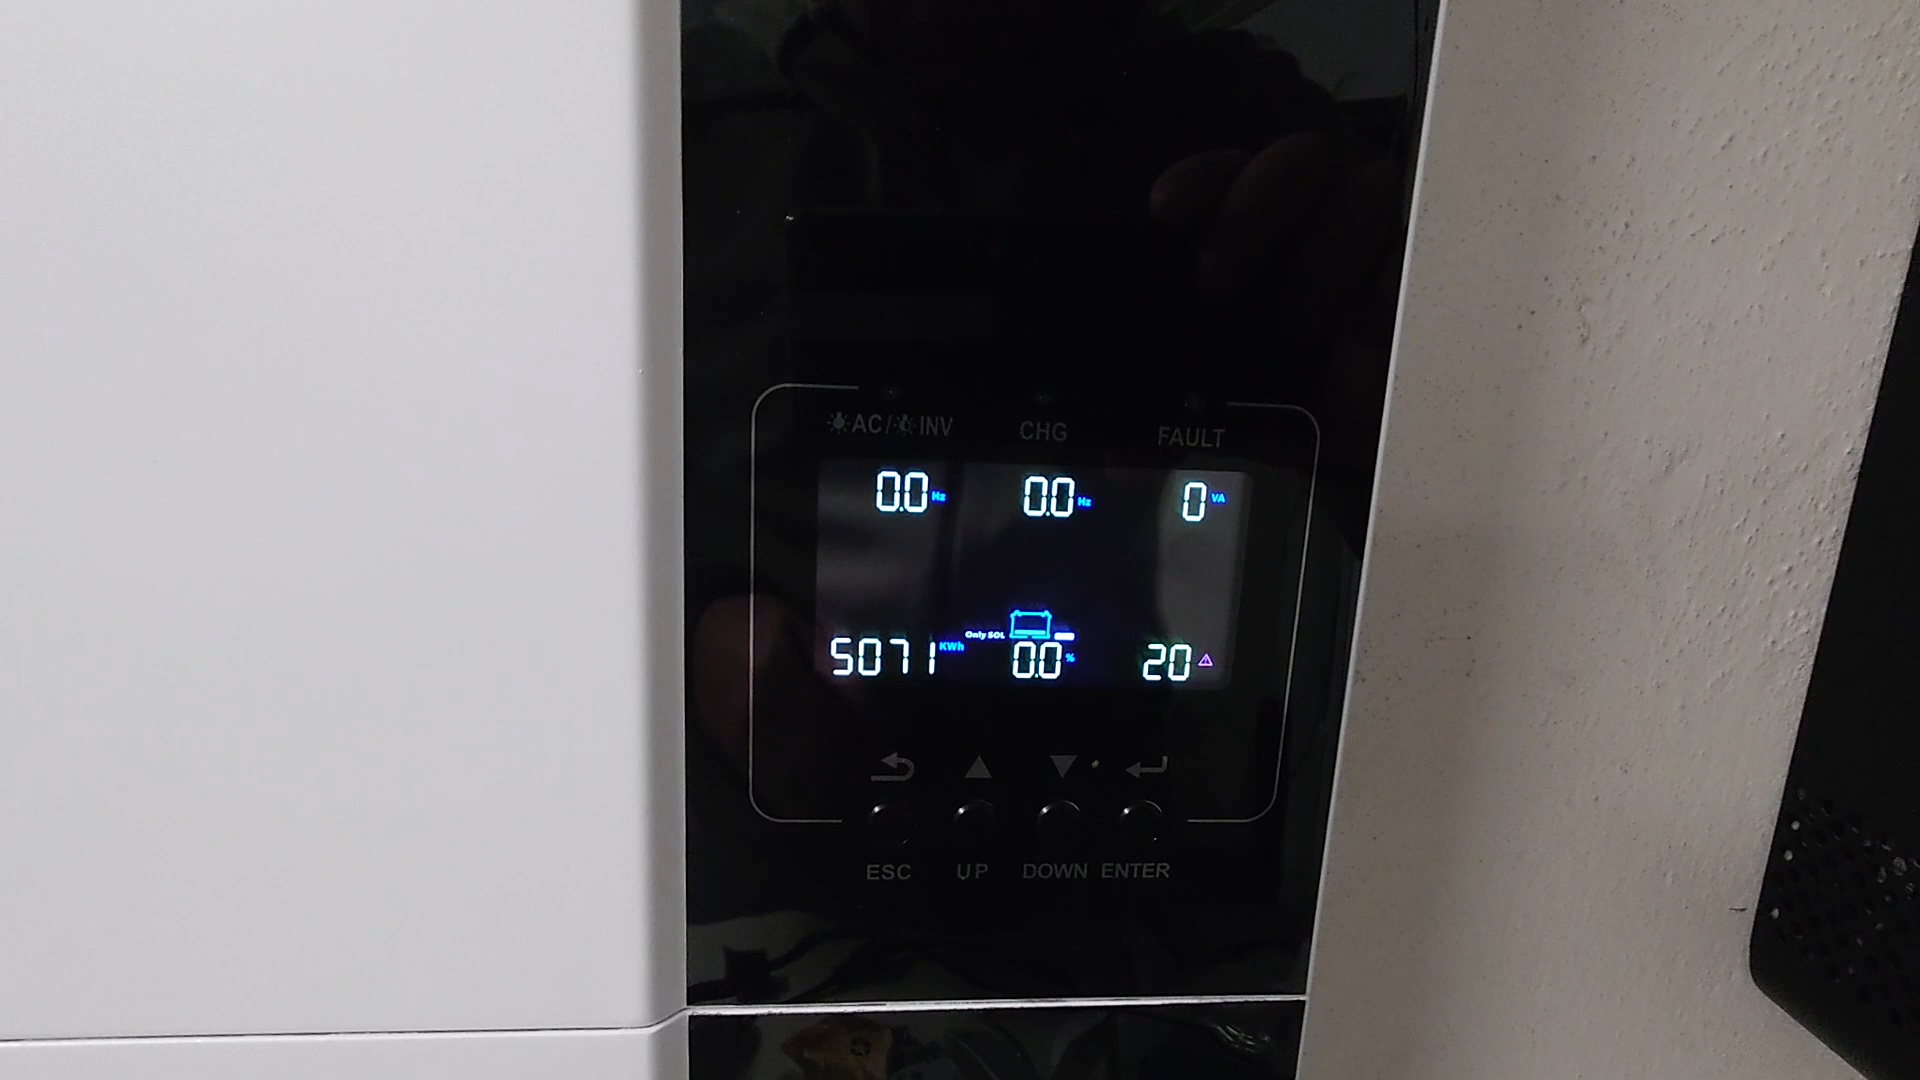 AC/ INV CHG FAULT
0.0 Hz 0.0 Hz 0 VA
Only SOL
5071 KWh 0.0 % 20
ESC UP DOWN ENTER